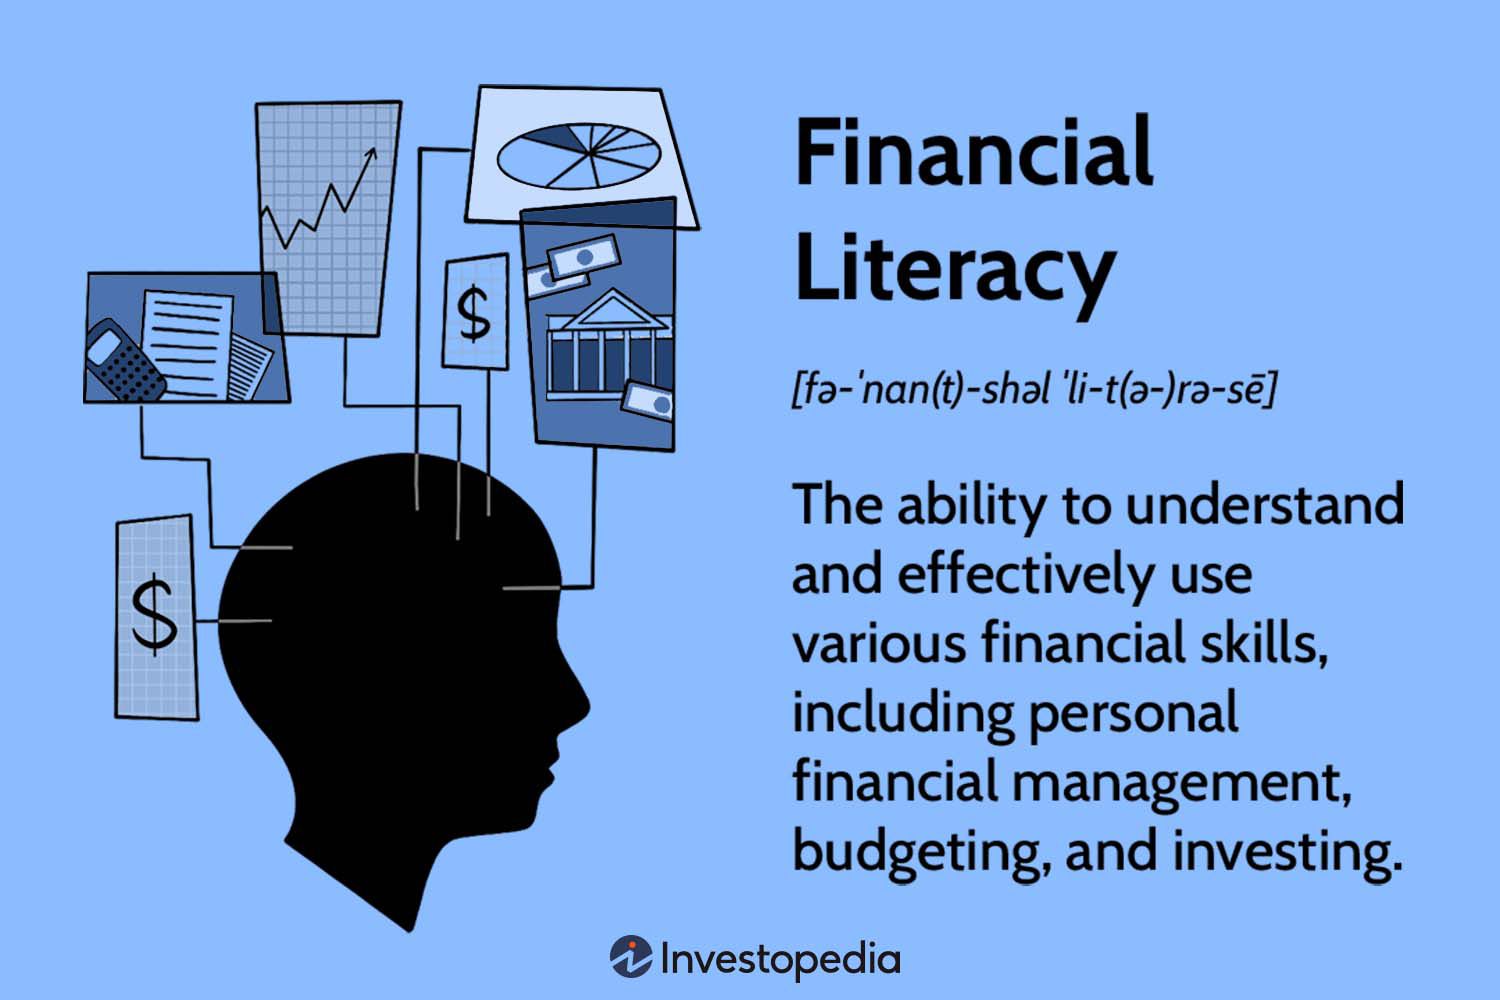 $
$
Financial
Literacy
[fə-ˈnan(t)-shəl ˈli-t(ə-)rə-sē]
The ability to understand
and effectively use
various financial skills,
including personal
financial management,
budgeting, and investing.
Investopedia